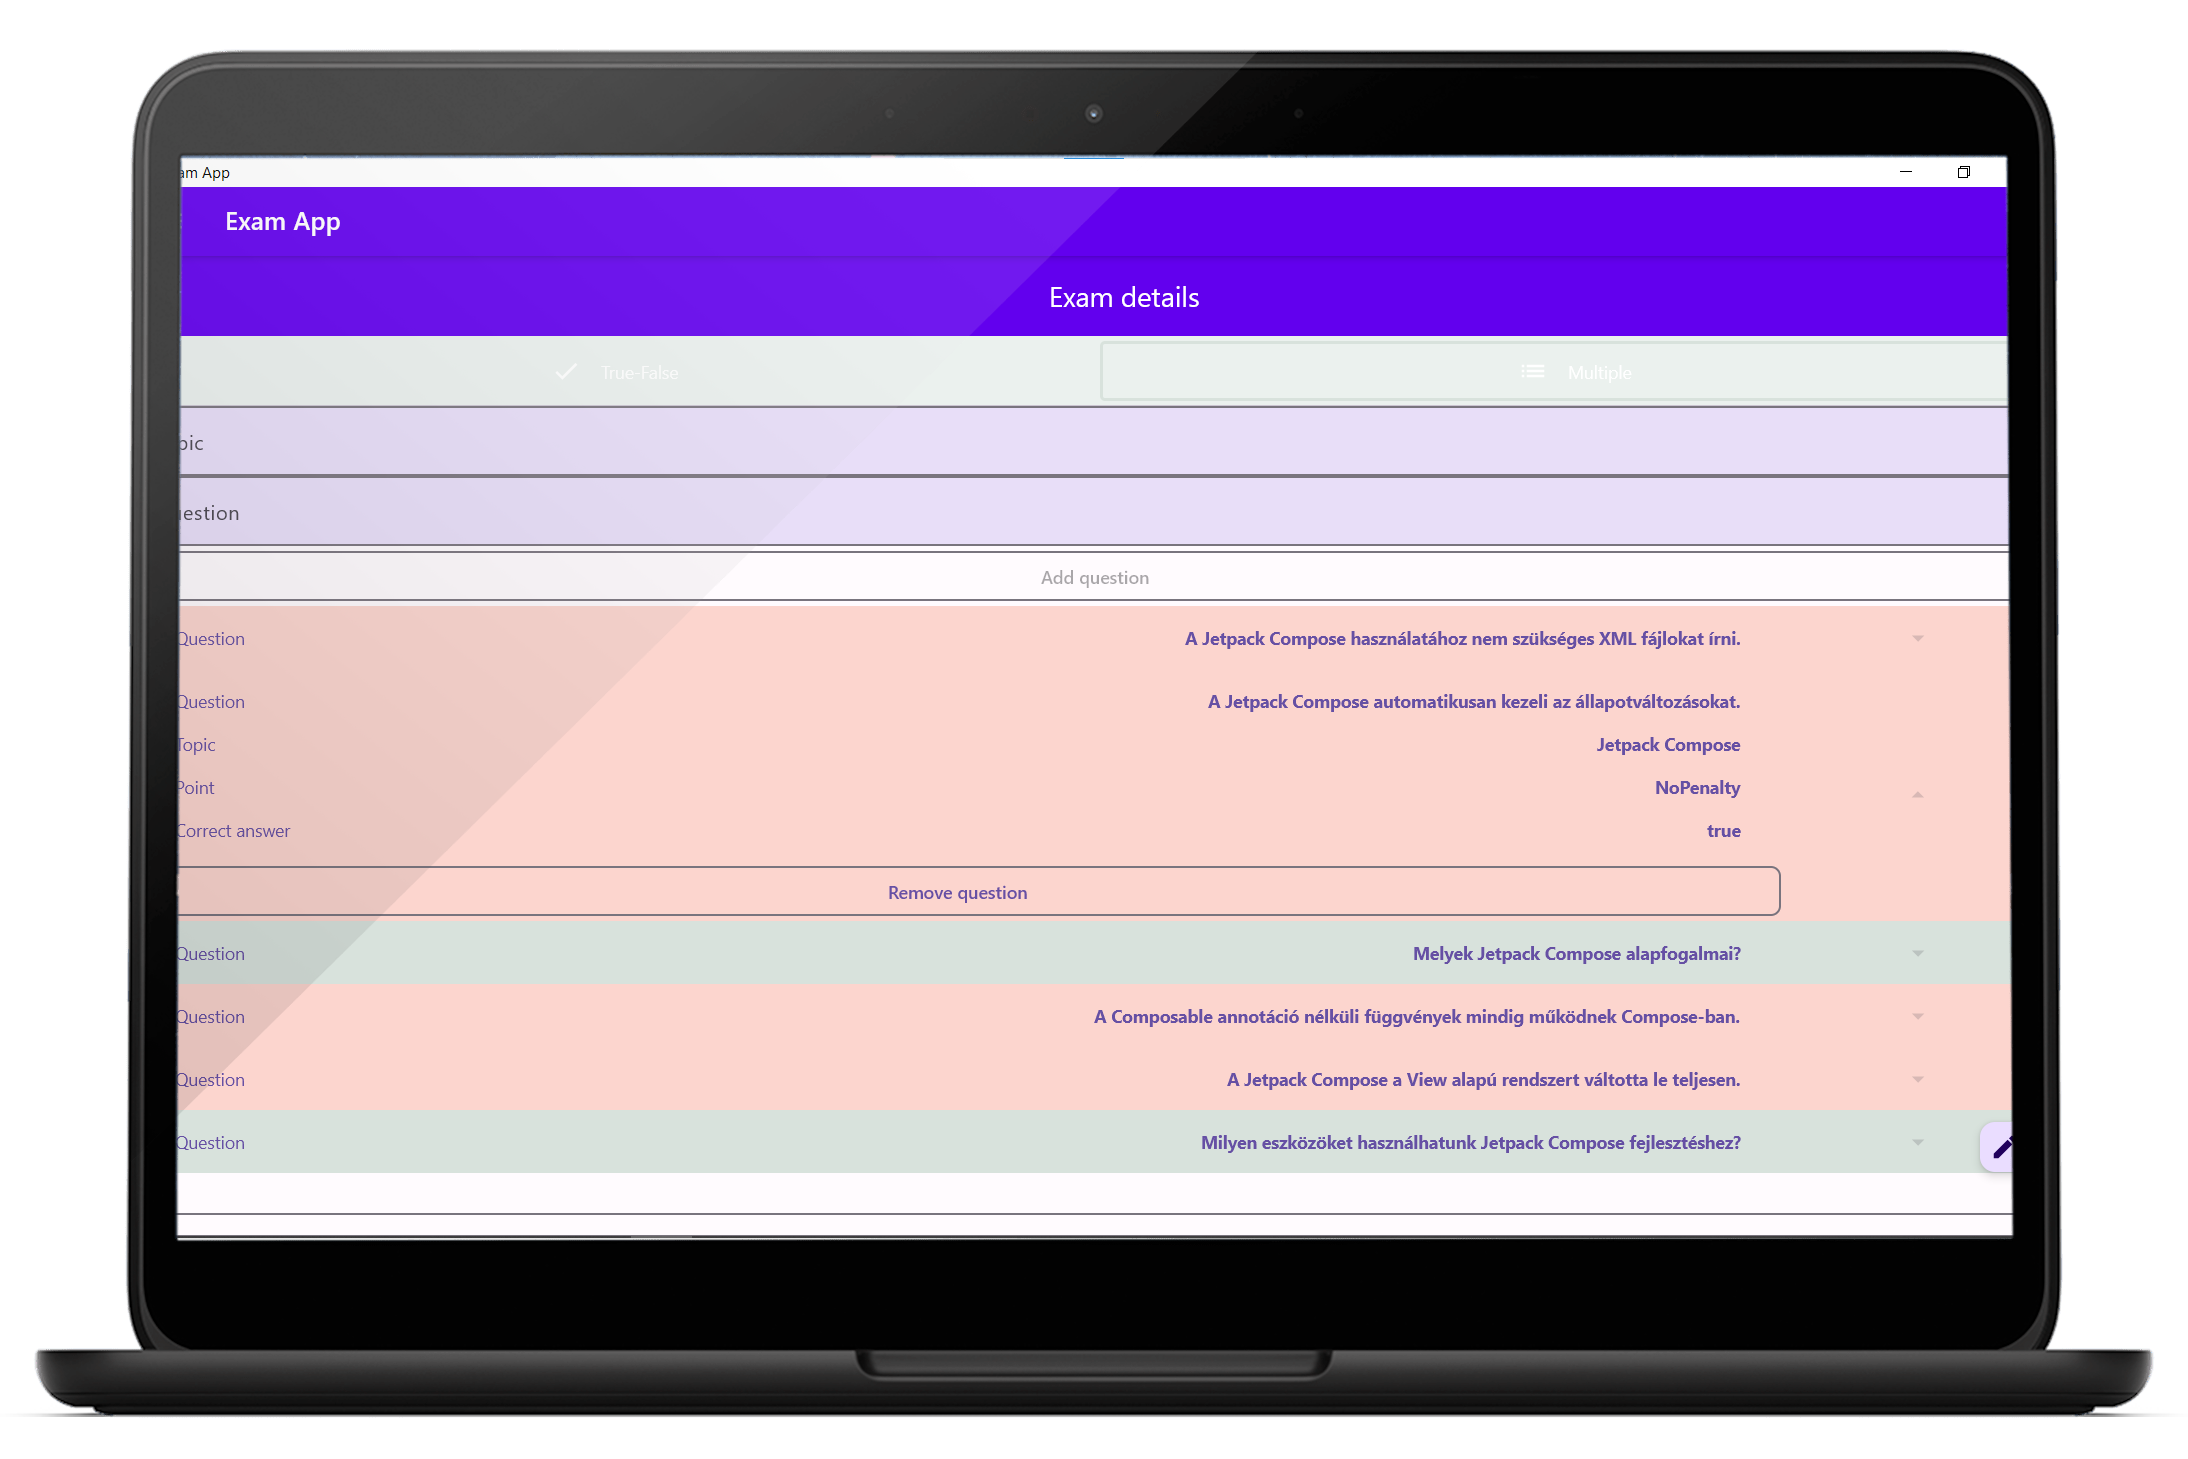 am App
Exam App
Exam details
True-False Multiple
pic
estion
Add question
Question A Jetpack Compose használatához nem szükséges XML fájlokat írni.
Question A Jetpack Compose automatikusan kezeli az állapotváltozásokat.
Topic Jetpack Compose
Point NoPenalty
Correct answer true
Remove question
Question Melyek Jetpack Compose alapfogalmai?
Question A Composable annotáció nélküli függvények mindig működnek Compose-ban.
Question A Jetpack Compose a View alapú rendszert váltotta le teljesen.
Question Milyen eszközöket használhatunk Jetpack Compose fejlesztéshez?